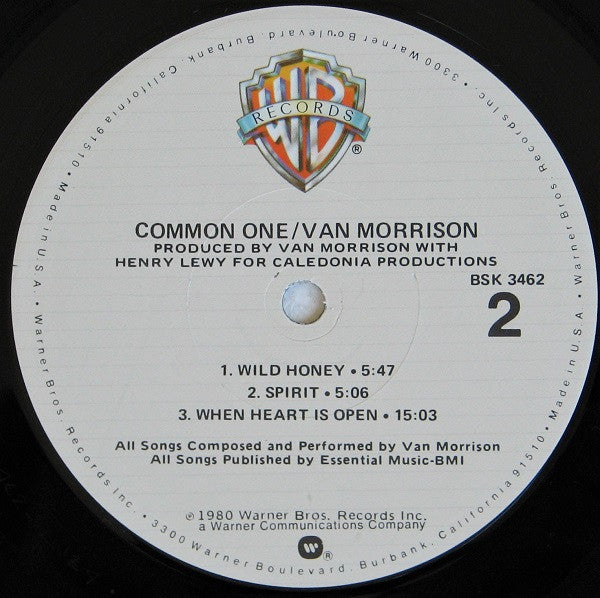 WB
RECORDS
®
COMMON ONE/VAN MORRISON
PRODUCED BY VAN MORRISON WITH
HENRY LEWY FOR CALEDONIA PRODUCTIONS
BSK 3462
2
1. WILD HONEY • 5:47
2. SPIRIT • 5:06
3. WHEN HEART IS OPEN • 15:03
All Songs Composed and Performed by Van Morrison
All Songs Published by Essential Music-BMI
℗1980 Warner Bros. Records Inc.
a Warner Communications Company
W ®
Warner Bros. Records Inc. • 3300 Warner Boulevard, Burbank, California 91510 • Made in U.S.A. • Warner Bros. Records Inc. • 3300 Warner Boulevard, Burbank, California 91510 • Made in U.S.A. •